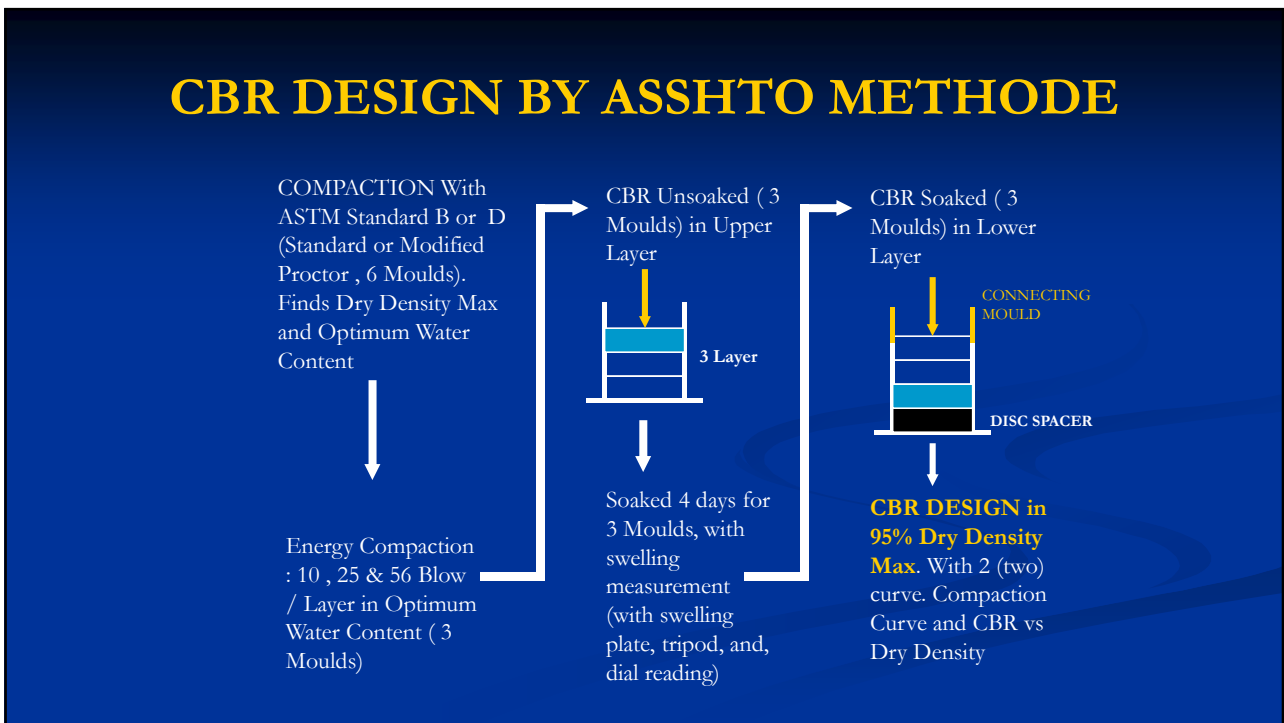 CBR DESIGN BY ASSHTO METHODE
COMPACTION With
ASTM Standard B or D
(Standard or Modified
Proctor , 6 Moulds).
Finds Dry Density Max
and Optimum Water
Content
Energy Compaction
: 10 , 25 & 56 Blow
/ Layer in Optimum
Water Content ( 3
Moulds)
CBR Unsoaked ( 3
Moulds) in Upper
Layer
3 Layer
Soaked 4 days for
3 Moulds, with
swelling
measurement
(with swelling
plate, tripod, and,
dial reading)
CBR Soaked ( 3
Moulds) in Lower
Layer
CONNECTING
MOULD
DISC SPACER
CBR DESIGN in
95% Dry Density
Max. With 2 (two)
curve. Compaction
Curve and CBR vs
Dry Density